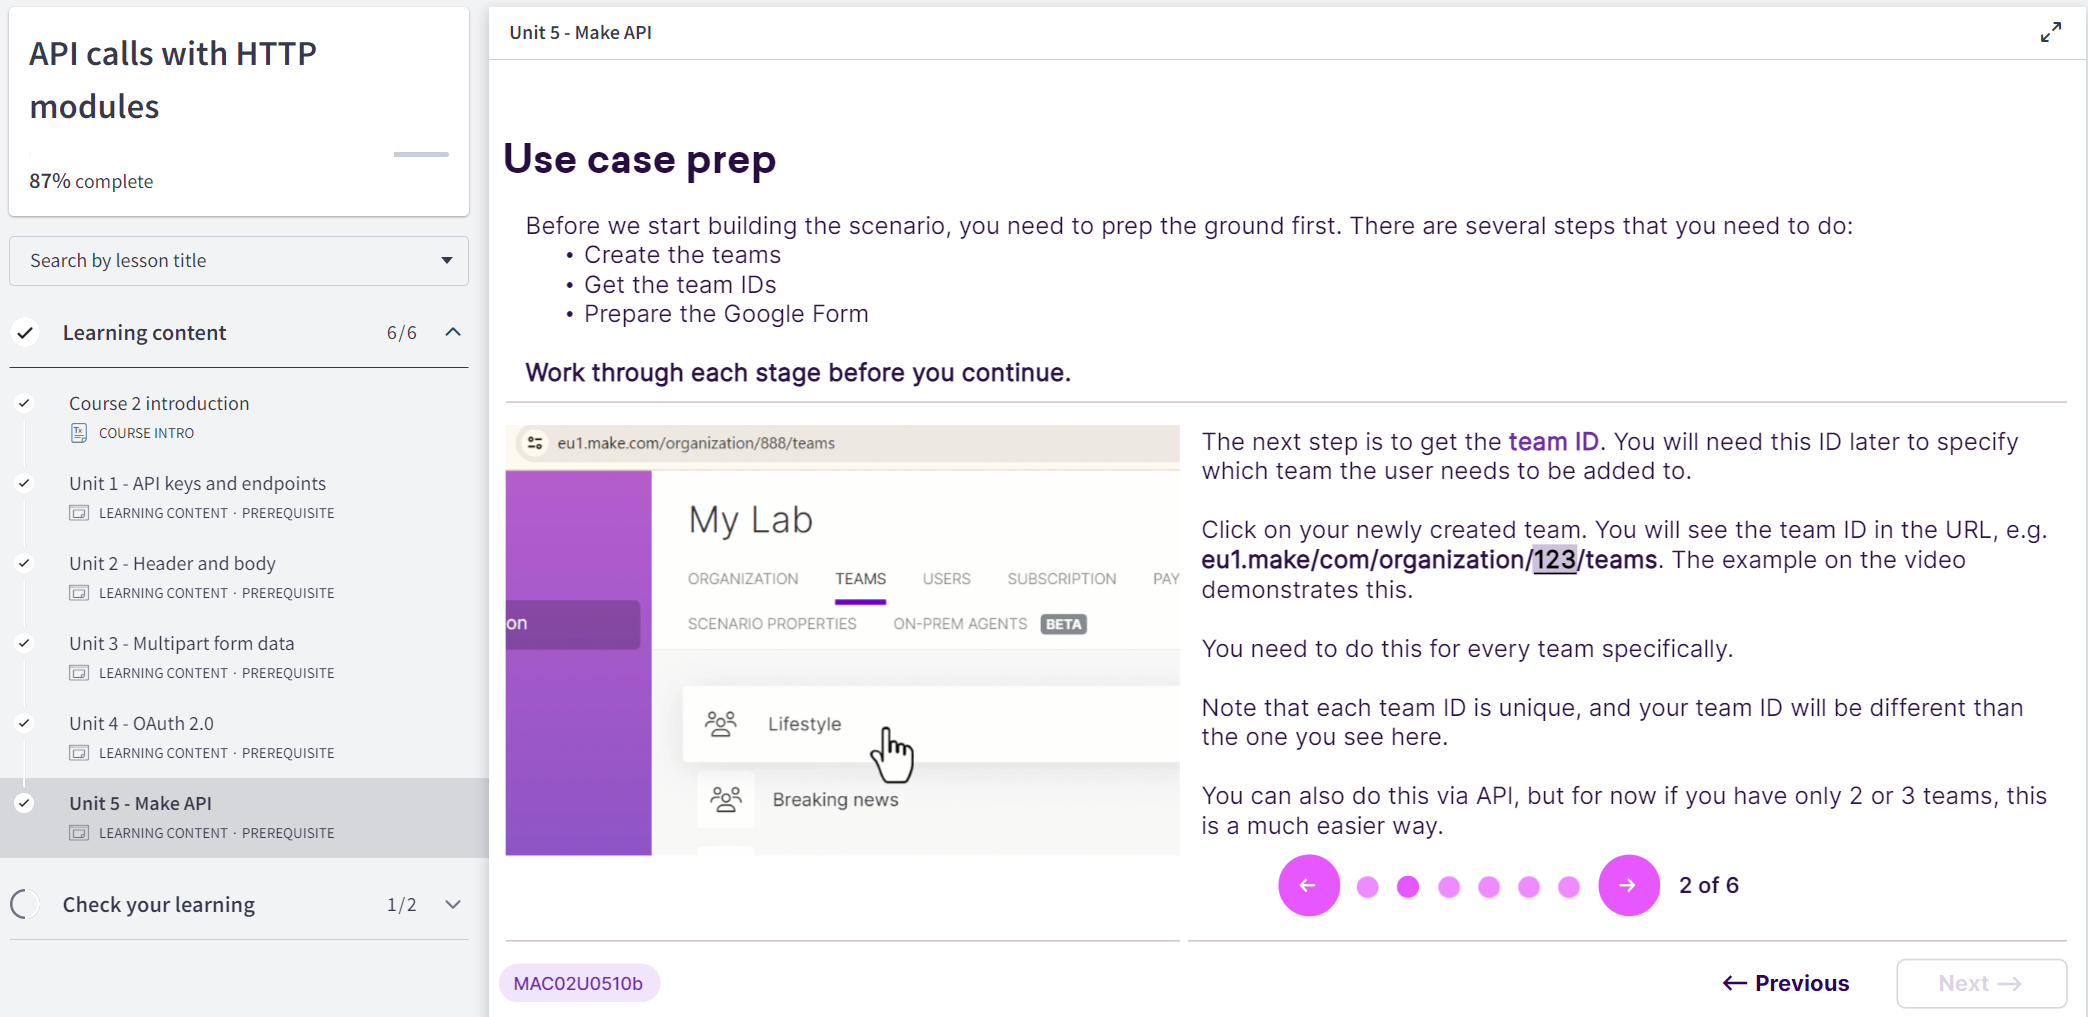 API calls with HTTP
modules
87% complete
Search by lesson title
Learning content 6/6
Course 2 introduction
COURSE INTRO
Unit 1 - API keys and endpoints
LEARNING CONTENT · PREREQUISITE
Unit 2 - Header and body
LEARNING CONTENT · PREREQUISITE
Unit 3 - Multipart form data
LEARNING CONTENT · PREREQUISITE
Unit 4 - OAuth 2.0
LEARNING CONTENT · PREREQUISITE
Unit 5 - Make API
LEARNING CONTENT · PREREQUISITE
Check your learning 1/2
Unit 5 - Make API
Use case prep
Before we start building the scenario, you need to prep the ground first. There are several steps that you need to do:
• Create the teams
• Get the team IDs
• Prepare the Google Form
Work through each stage before you continue.
eu1.make.com/organization/888/teams
on
My Lab
ORGANIZATION TEAMS USERS SUBSCRIPTION PAY
SCENARIO PROPERTIES ON-PREM AGENTS BETA
Lifestyle
Breaking news
The next step is to get the team ID. You will need this ID later to specify
which team the user needs to be added to.
Click on your newly created team. You will see the team ID in the URL, e.g.
eu1.make/com/organization/123/teams. The example on the video
demonstrates this.
You need to do this for every team specifically.
Note that each team ID is unique, and your team ID will be different than
the one you see here.
You can also do this via API, but for now if you have only 2 or 3 teams, this
is a much easier way.
2 of 6
MAC02U0510b
← Previous
Next →